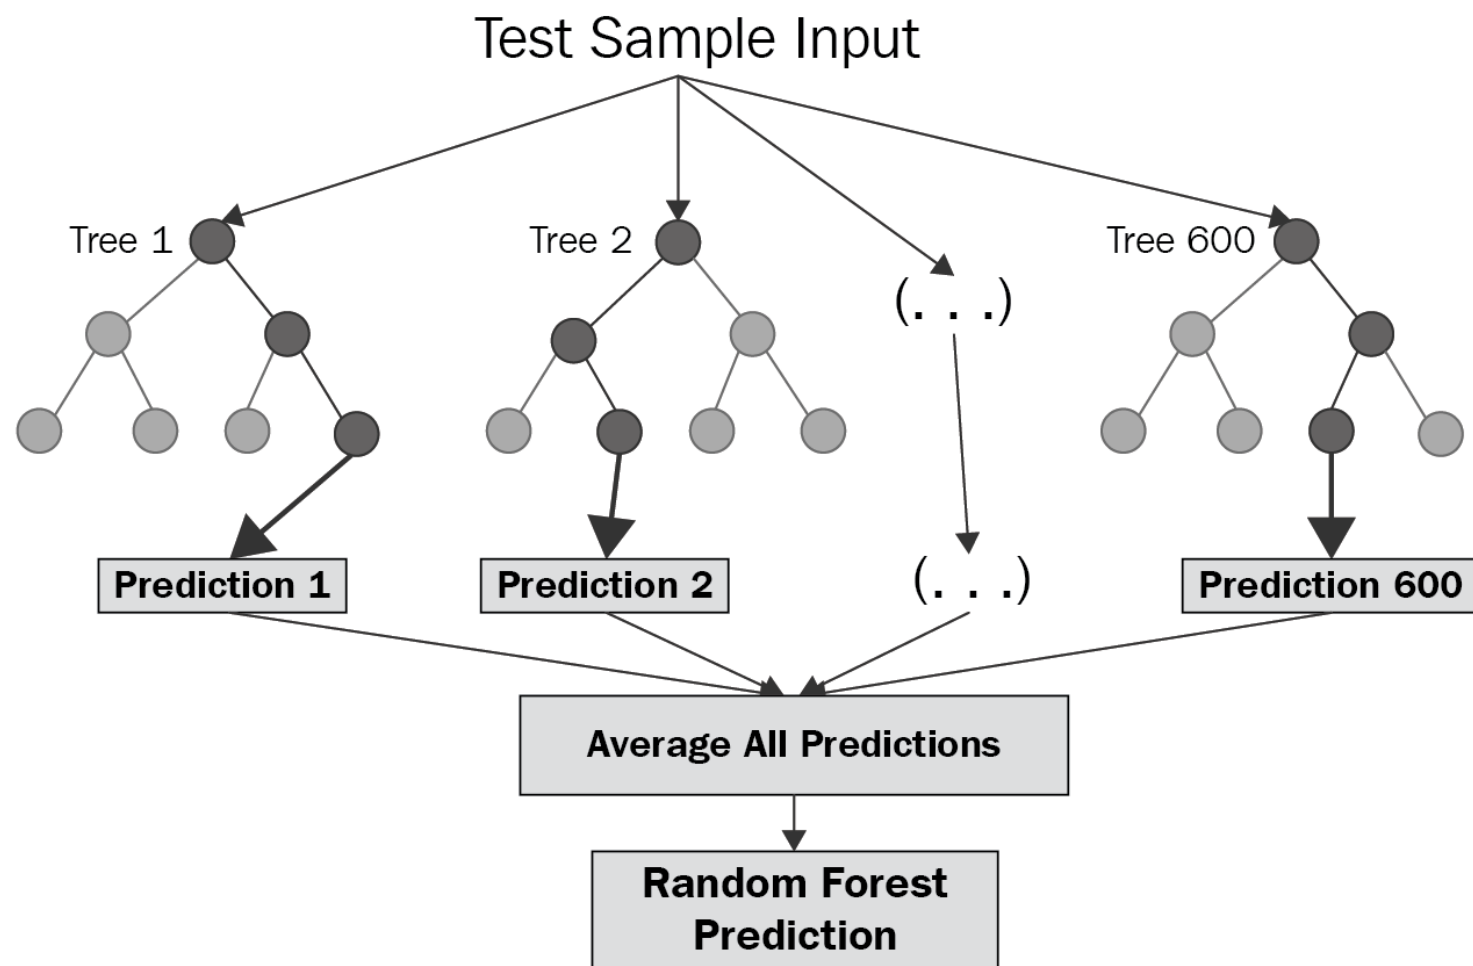 Test Sample Input
Tree 1
Tree 2
Tree 600
(. . .)
Prediction 1
Prediction 2
(. . .)
Prediction 600
Average All Predictions
Random Forest
Prediction